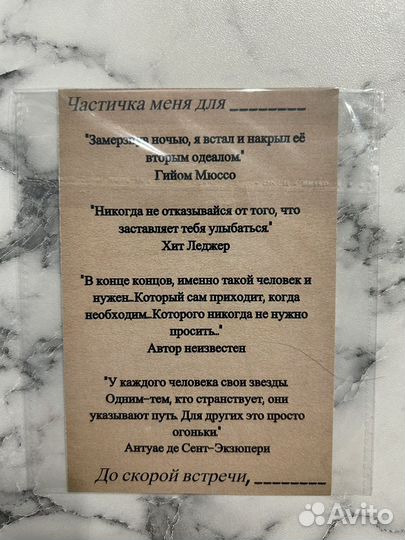 Частичка меня для ________
"Замерзнув ночью, я встал и накрыл её
вторым одеалом."
Гийом Мюссо
"Никогда не отказывайся от того, что
заставляет тебя улыбаться."
Хит Леджер
"В конце концов, именно такой человек и
нужен...Который сам приходит, когда
необходим...Которого никогда не нужно
просить..."
Автор неизвестен
"У каждого человека свои звезды.
Одним-тем, кто странствует, они
указывают путь. Для других это просто
огоньки."
Антуае де Сент-Экзюпери
До скорой встречи, ________
Avito